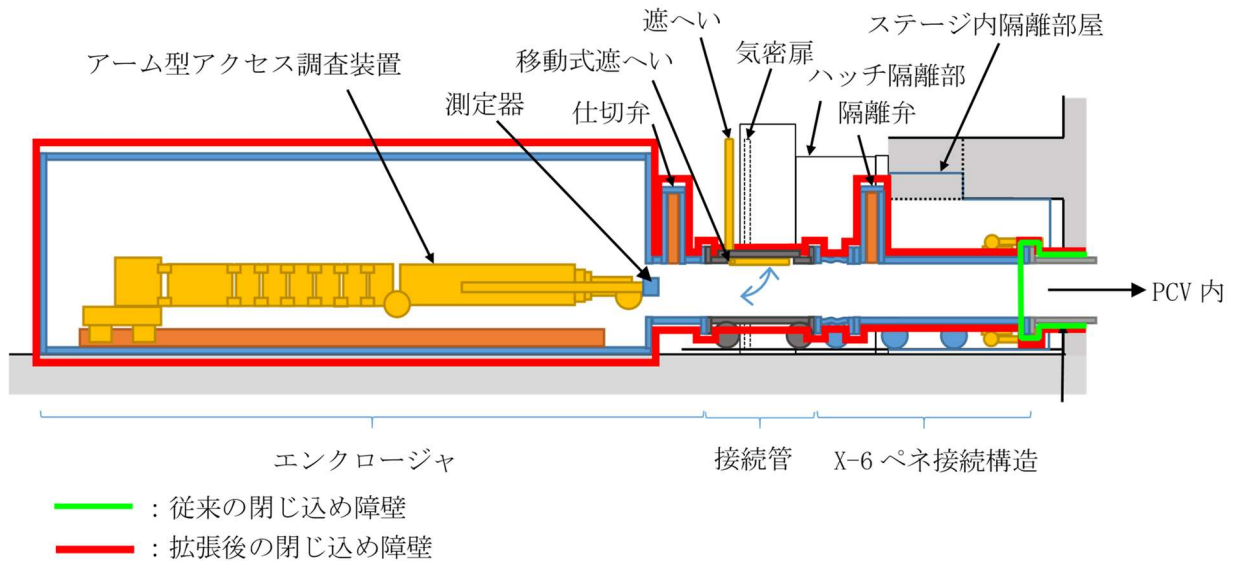 遮へい
ステージ内隔離部屋
アーム型アクセス調査装置
移動式遮へい
気密扉
ハッチ隔離部
測定器
仕切弁
隔離弁
PCV 内
エンクロージャ
接続管
X-6 ペネ接続構造
：従来の閉じ込め障壁
：拡張後の閉じ込め障壁